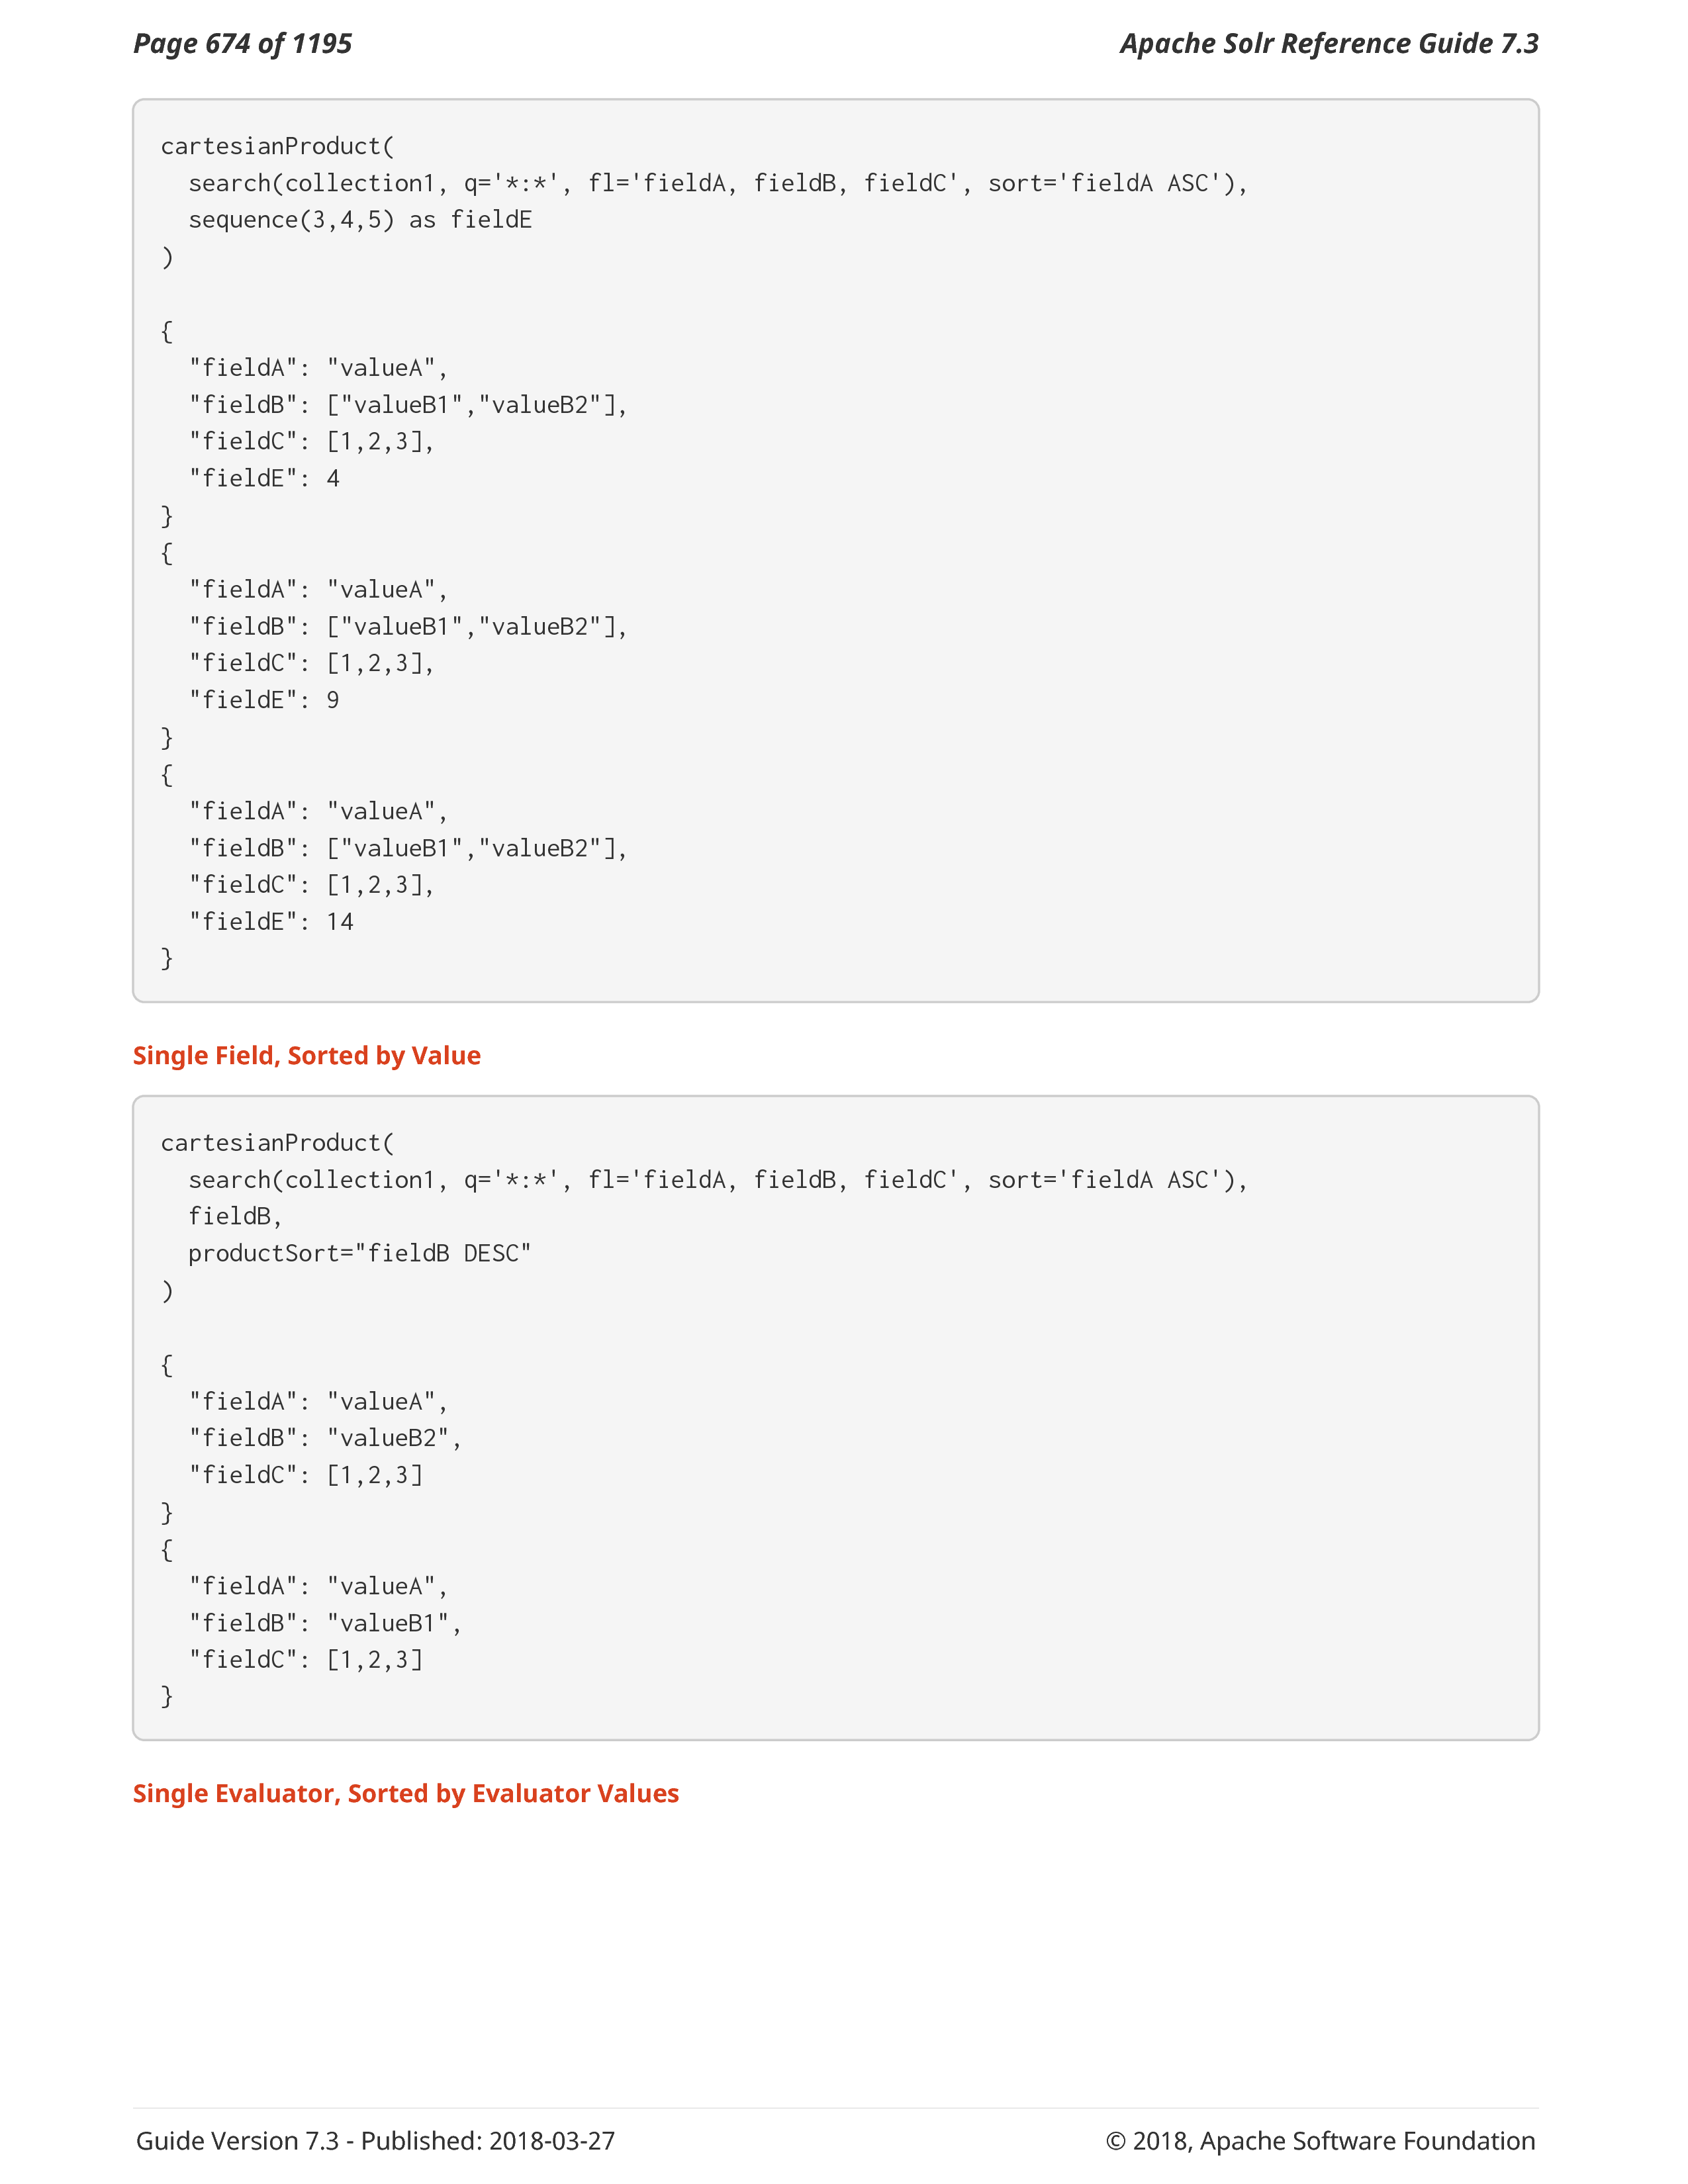 Page 674 of 1195
Apache Solr Reference Guide 7.3
cartesianProduct(
  search(collection1, q='*:*', fl='fieldA, fieldB, fieldC', sort='fieldA ASC'),
  sequence(3,4,5) as fieldE
)

{
  "fieldA": "valueA",
  "fieldB": ["valueB1","valueB2"],
  "fieldC": [1,2,3],
  "fieldE": 4
}
{
  "fieldA": "valueA",
  "fieldB": ["valueB1","valueB2"],
  "fieldC": [1,2,3],
  "fieldE": 9
}
{
  "fieldA": "valueA",
  "fieldB": ["valueB1","valueB2"],
  "fieldC": [1,2,3],
  "fieldE": 14
}
Single Field, Sorted by Value
cartesianProduct(
  search(collection1, q='*:*', fl='fieldA, fieldB, fieldC', sort='fieldA ASC'),
  fieldB,
  productSort="fieldB DESC"
)

{
  "fieldA": "valueA",
  "fieldB": "valueB2",
  "fieldC": [1,2,3]
}
{
  "fieldA": "valueA",
  "fieldB": "valueB1",
  "fieldC": [1,2,3]
}
Single Evaluator, Sorted by Evaluator Values
Guide Version 7.3 - Published: 2018-03-27
© 2018, Apache Software Foundation